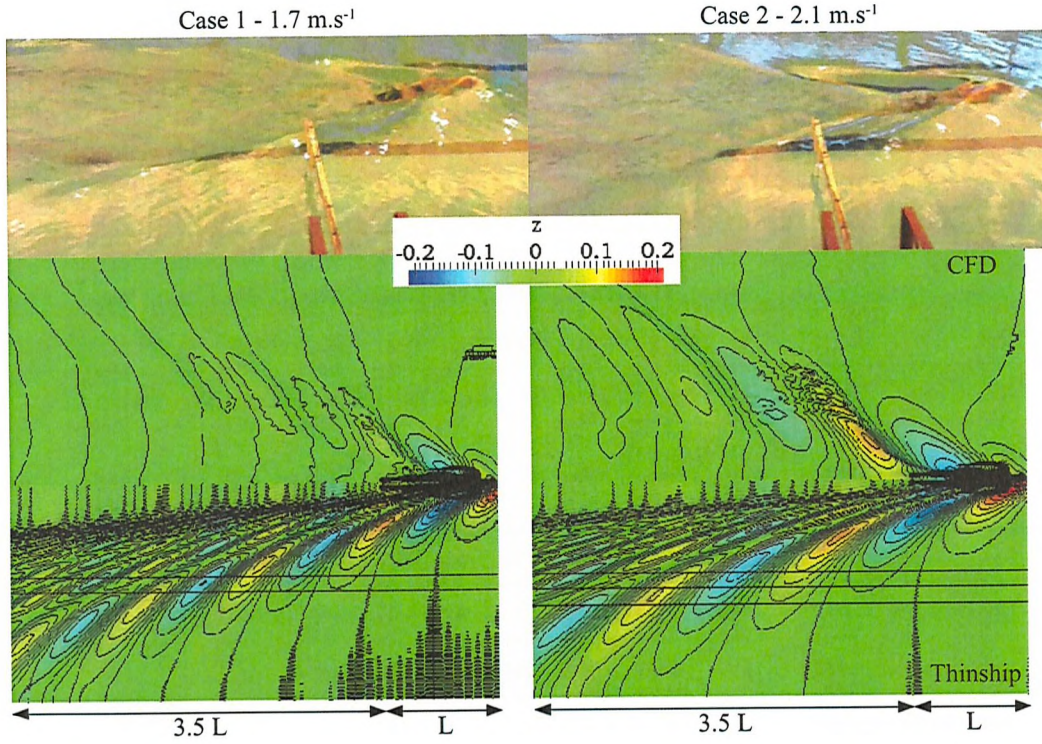 Case 1 - 1.7 m.s⁻¹
Case 2 - 2.1 m.s⁻¹
z
-0.2 -0.1 0 0.1 0.2
CFD
Thinship
3.5 L
L
3.5 L
L